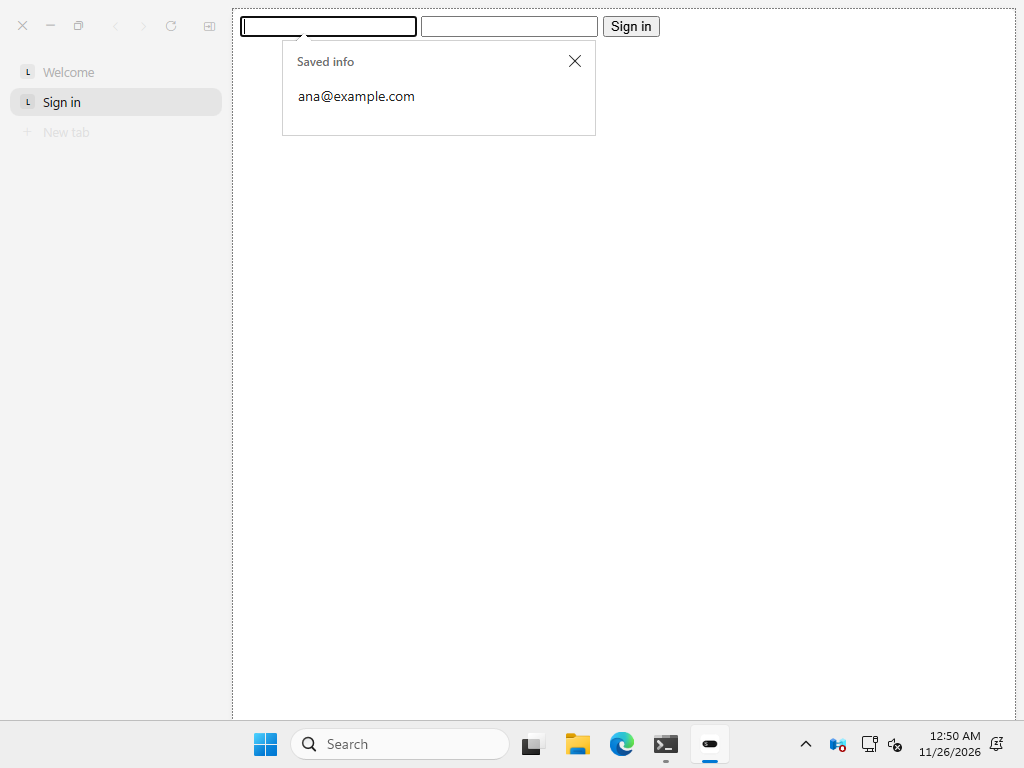 Sign in
Saved info
ana@example.com
L Welcome
L Sign in
New tab
Search
12:50 AM
11/26/2026